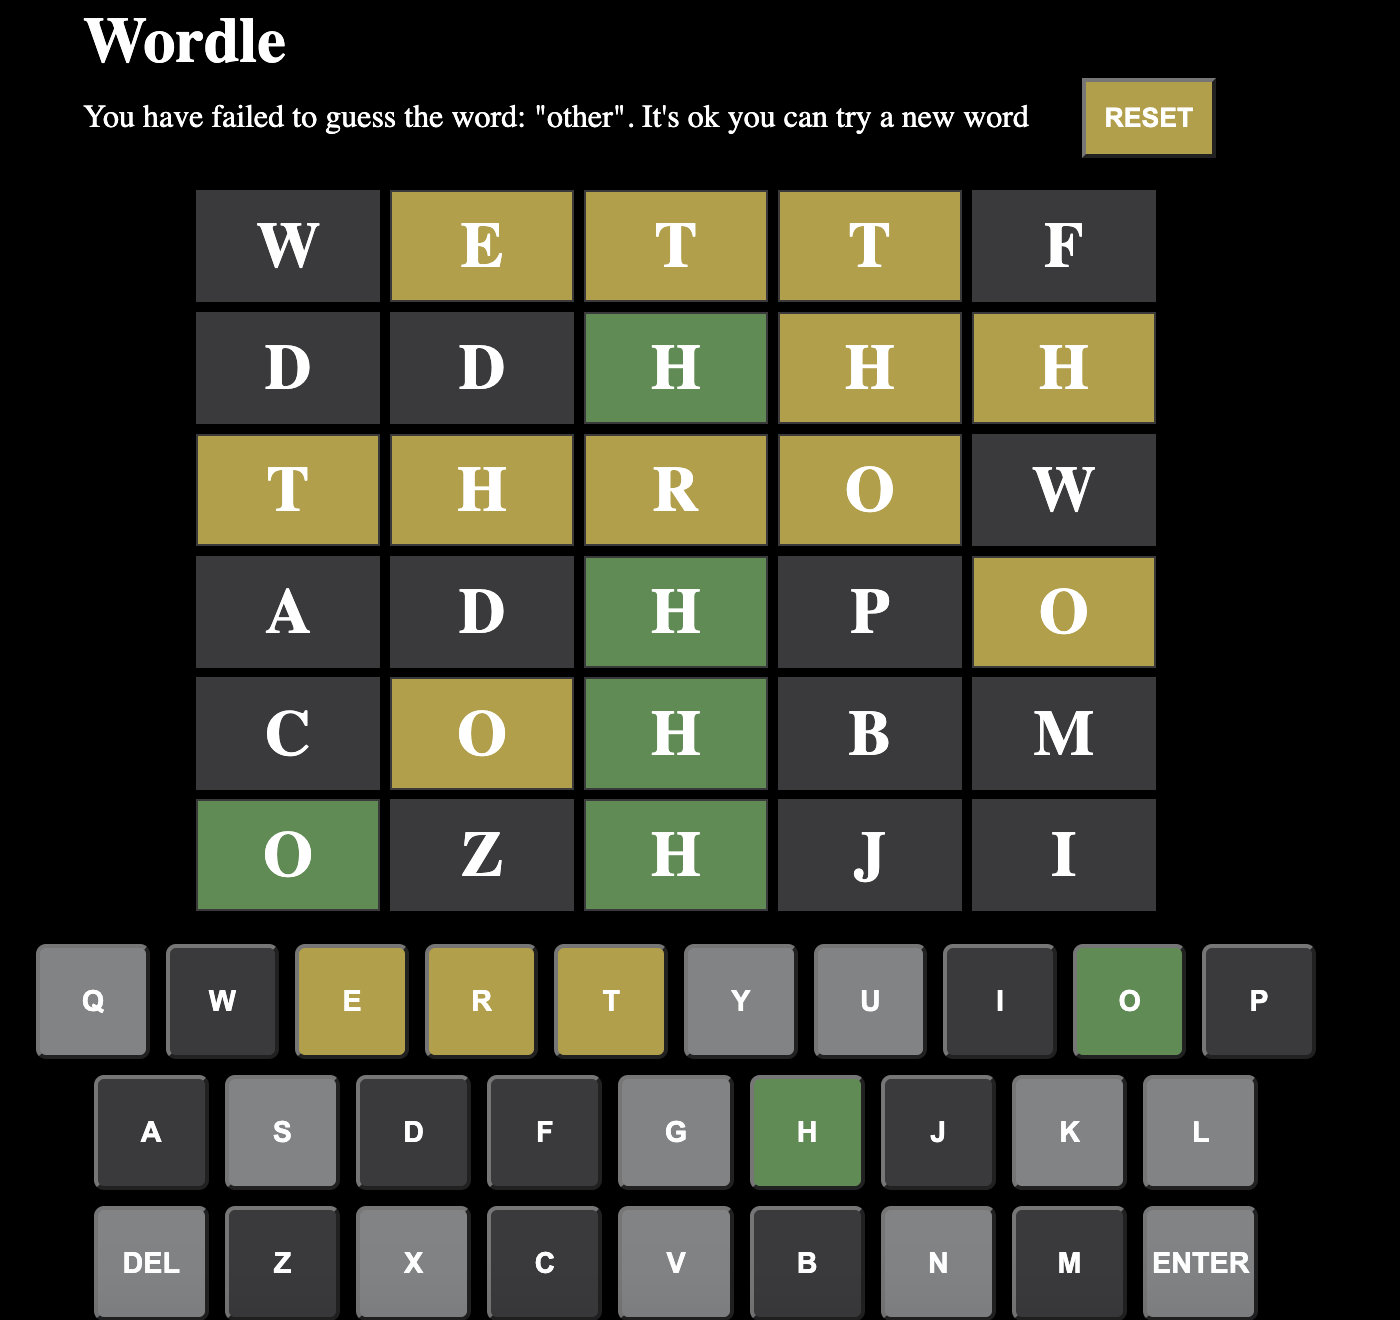 Wordle
You have failed to guess the word: "other". It's ok you can try a new word RESET
W E T T F
D D H H H
T H R O W
A D H P O
C O H B M
O Z H J I
Q W E R T Y U I O P
A S D F G H J K L
DEL Z X C V B N M ENTER